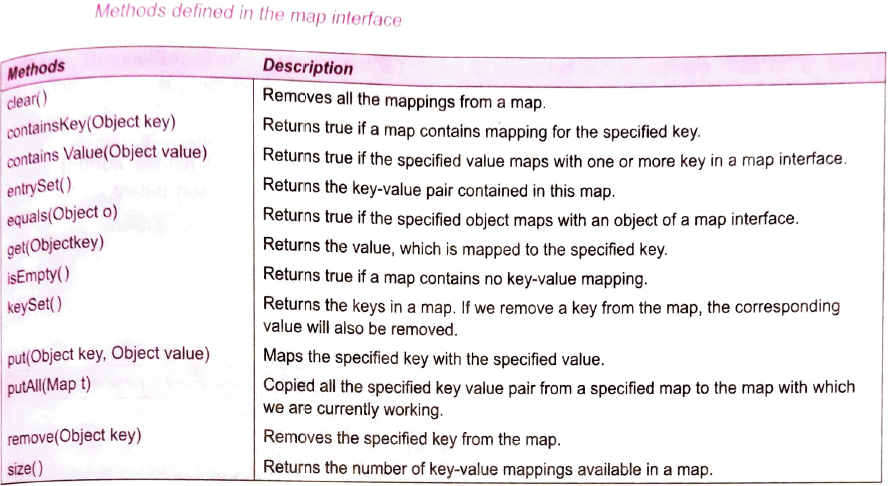 Methods defined in the map interface
Methods Description
clear() Removes all the mappings from a map.
containsKey(Object key) Returns true if a map contains mapping for the specified key.
contains Value(Object value) Returns true if the specified value maps with one or more key in a map interface.
entrySet() Returns the key-value pair contained in this map.
equals(Object o) Returns true if the specified object maps with an object of a map interface.
get(Objectkey) Returns the value, which is mapped to the specified key.
isEmpty() Returns true if a map contains no key-value mapping.
keySet() Returns the keys in a map. If we remove a key from the map, the corresponding
value will also be removed.
put(Object key, Object value) Maps the specified key with the specified value.
putAll(Map t) Copied all the specified key value pair from a specified map to the map with which
we are currently working.
remove(Object key) Removes the specified key from the map.
size() Returns the number of key-value mappings available in a map.